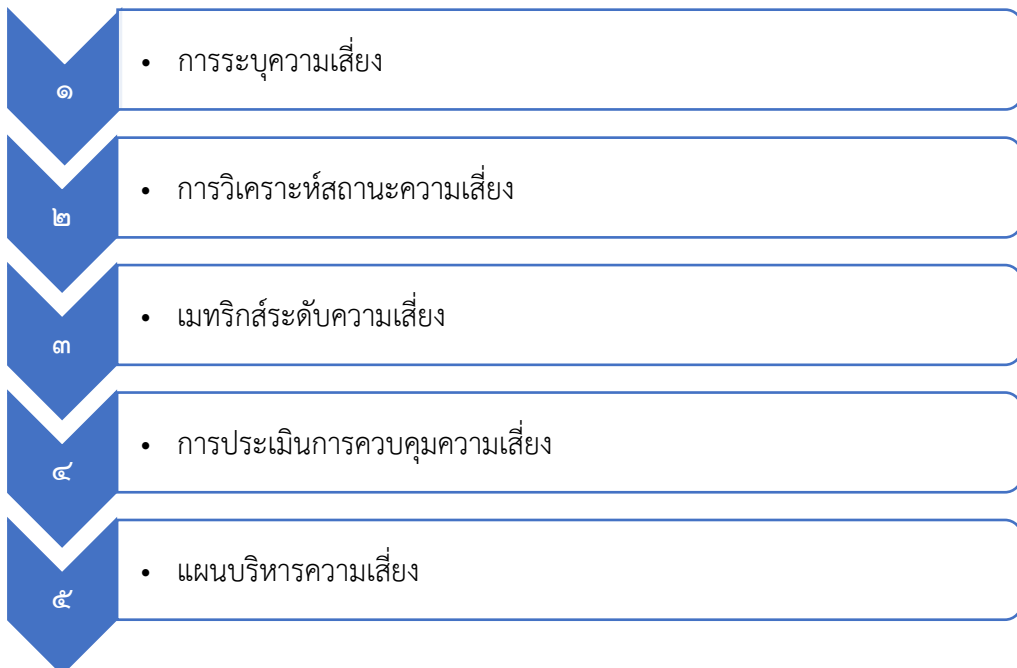 ๑
• การระบุความเสี่ยง
๒
• การวิเคราะห์สถานะความเสี่ยง
๓
• เมทริกส์ระดับความเสี่ยง
๔
• การประเมินการควบคุมความเสี่ยง
๕
• แผนบริหารความเสี่ยง